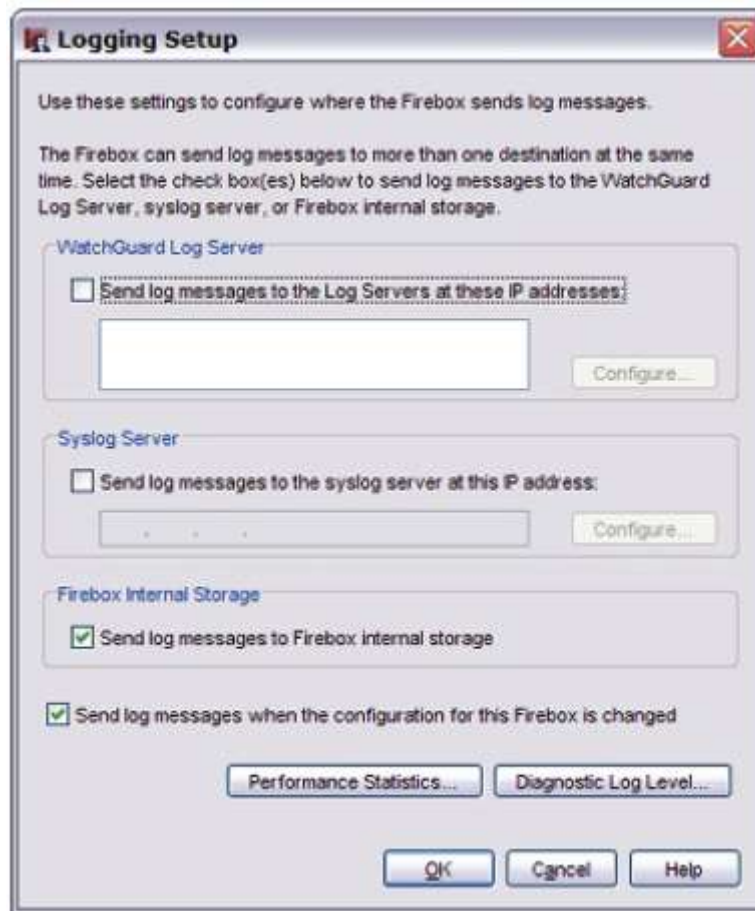 Logging Setup
Use these settings to configure where the Firebox sends log messages.
The Firebox can send log messages to more than one destination at the same
time. Select the check box(es) below to send log messages to the WatchGuard
Log Server, syslog server, or Firebox internal storage.
WatchGuard Log Server
Send log messages to the Log Servers at these IP addresses:
Configure...
Syslog Server
Send log messages to the syslog server at this IP address:
. . .
Configure...
Firebox Internal Storage
Send log messages to Firebox internal storage
Send log messages when the configuration for this Firebox is changed
Performance Statistics... Diagnostic Log Level...
OK Cancel Help